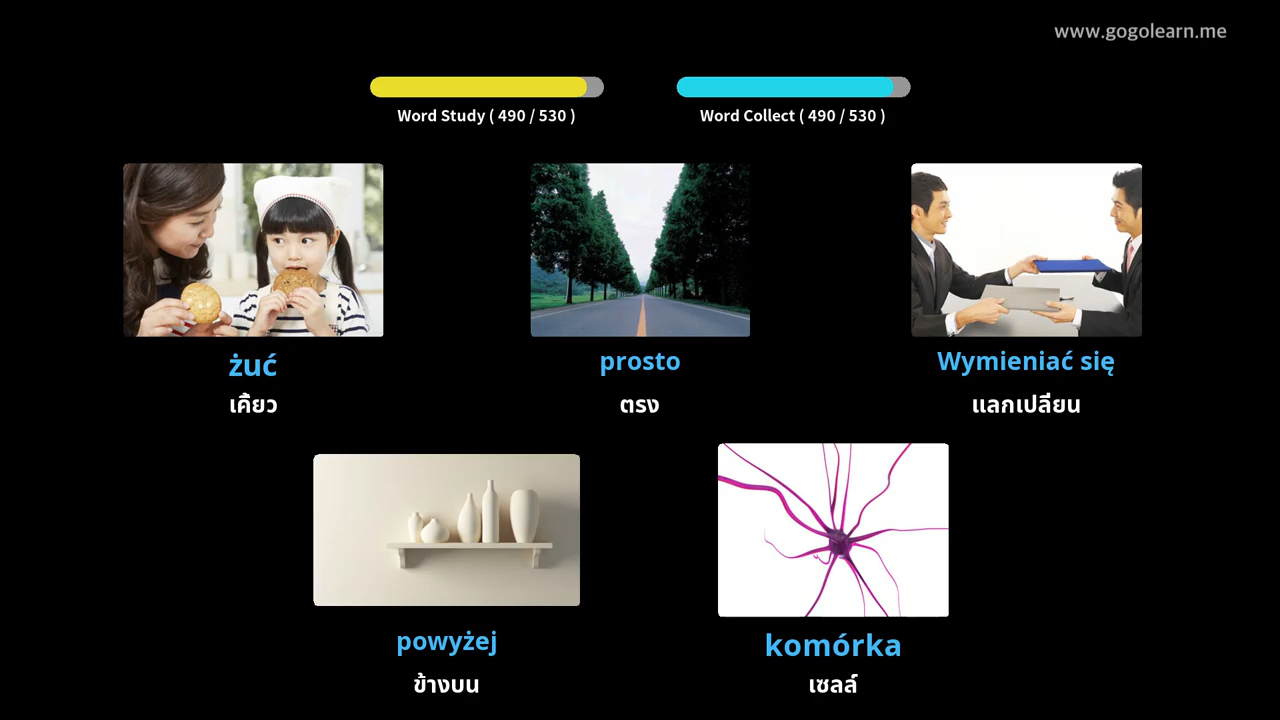 www.gogolearn.me
Word Study ( 490 / 530 )
Word Collect ( 490 / 530 )
żuć
prosto
Wymieniać się
เคี้ยว
ตรง
แลกเปลี่ยน
powyżej
komórka
ข้างบน
เซลล์